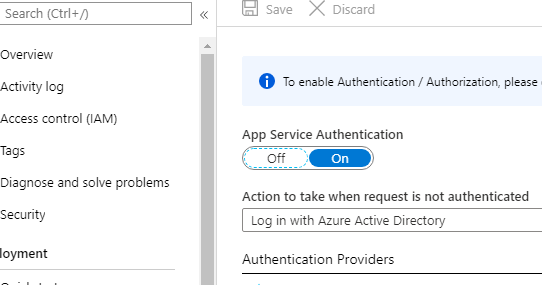 Search (Ctrl+/)
«
Save
Discard
Overview
Activity log
Access control (IAM)
Tags
Diagnose and solve problems
Security
loyment
To enable Authentication / Authorization, please
App Service Authentication
Off
On
Action to take when request is not authenticated
Log in with Azure Active Directory
Authentication Providers